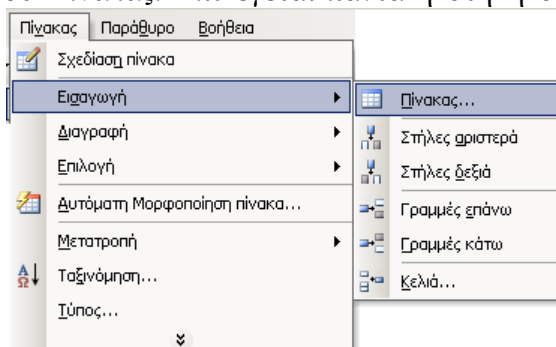 Πίνακας Παράθυρο Βοήθεια
Σχεδίαση πίνακα
Εισαγωγή
Διαγραφή
Επιλογή
Αυτόματη Μορφοποίηση πίνακα...
Μετατροπή
Ταξινόμηση...
Τύπος...
Πίνακας...
Στήλες αριστερά
Στήλες δεξιά
Γραμμές επάνω
Γραμμές κάτω
Κελιά...